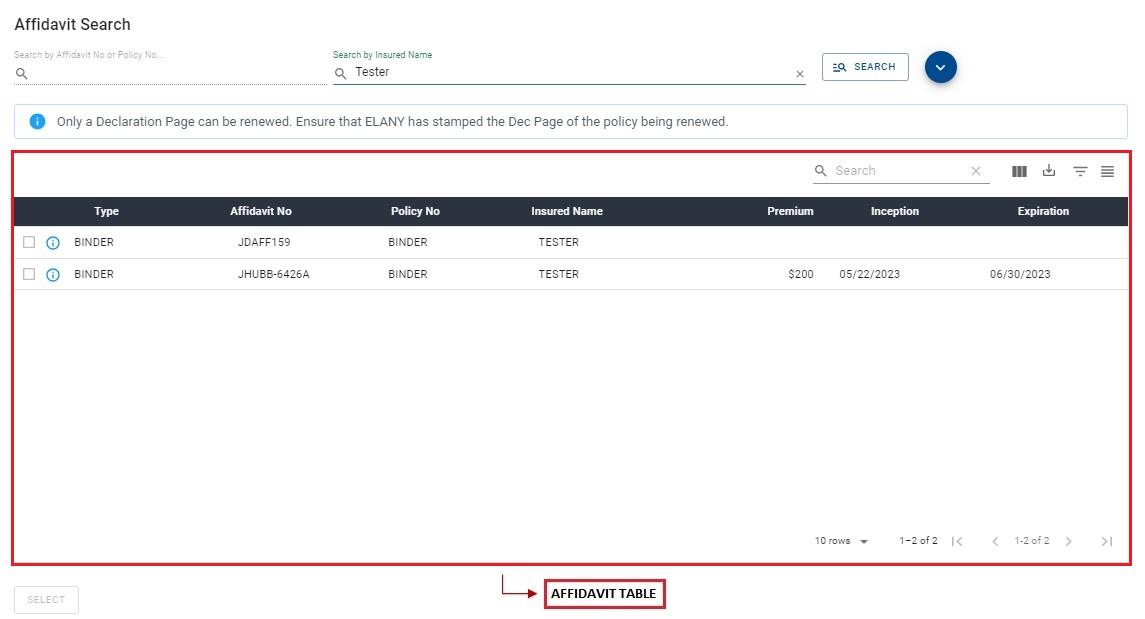 Affidavit Search
Search by Affidavit No or Policy No...
Search by Insured Name
Tester
SEARCH
Only a Declaration Page can be renewed. Ensure that ELANY has stamped the Dec Page of the policy being renewed.
Search
Type Affidavit No Policy No Insured Name Premium Inception Expiration
BINDER JDAFF159 BINDER TESTER
BINDER JHUBB-6426A BINDER TESTER $200 05/22/2023 06/30/2023
10 rows 1–2 of 2 1-2 of 2
AFFIDAVIT TABLE
SELECT